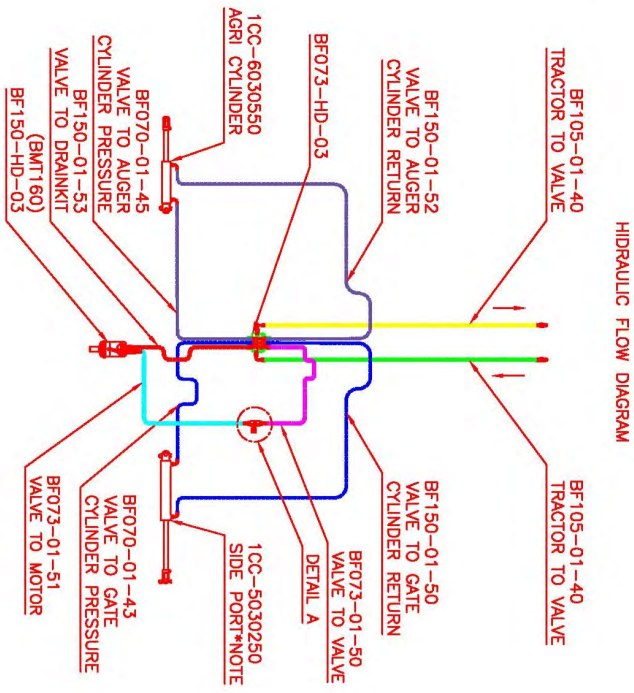 HIDRAULIC FLOW DIAGRAM
BF105-01-40
TRACTOR TO VALVE
BF105-01-40
TRACTOR TO VALVE
BF150-01-52
VALVE TO AUGER
CYLINDER RETURN
BF150-01-50
VALVE TO GATE
CYLINDER RETURN
BF073-HD-03
BF073-01-50
VALVE TO VALVE
DETAIL A
1CC-6030550
AGRI CYLINDER
1CC-5030250
SIDE PORT*NOTE
BF070-01-45
VALVE TO AUGER
CYLINDER PRESSURE
BF070-01-43
VALVE TO GATE
CYLINDER PRESSURE
BF150-01-53
VALVE TO DRAINKIT
BF073-01-51
VALVE TO MOTOR
(BMT160)
BF150-HD-03